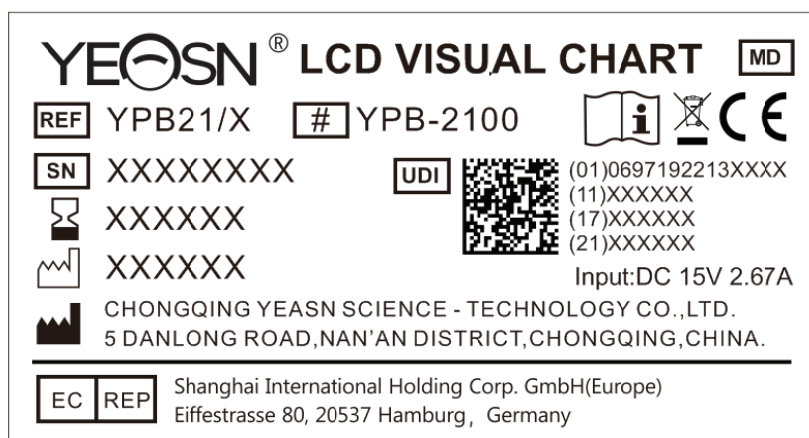 YEASN ® LCD VISUAL CHART MD
REF YPB21/X # YPB-2100
SN XXXXXXXX UDI (01)0697192213XXXX
(11)XXXXXX
XXXXXX (17)XXXXXX
(21)XXXXXX
XXXXXX Input:DC 15V 2.67A
CHONGQING YEASN SCIENCE - TECHNOLOGY CO.,LTD.
5 DANLONG ROAD,NAN'AN DISTRICT,CHONGQING,CHINA.
EC REP Shanghai International Holding Corp. GmbH(Europe)
Eiffestrasse 80, 20537 Hamburg, Germany